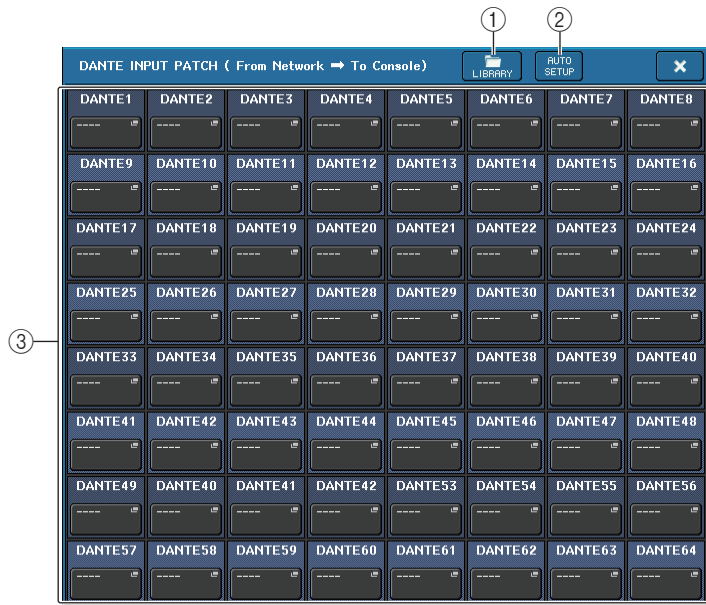 ① ②
DANTE INPUT PATCH ( From Network ➡ To Console) LIBRARY AUTO SETUP ×
DANTE1 DANTE2 DANTE3 DANTE4 DANTE5 DANTE6 DANTE7 DANTE8
---- ---- ---- ---- ---- ---- ---- ----
DANTE9 DANTE10 DANTE11 DANTE12 DANTE13 DANTE14 DANTE15 DANTE16
---- ---- ---- ---- ---- ---- ---- ----
DANTE17 DANTE18 DANTE19 DANTE20 DANTE21 DANTE22 DANTE23 DANTE24
---- ---- ---- ---- ---- ---- ---- ----
DANTE25 DANTE26 DANTE27 DANTE28 DANTE29 DANTE30 DANTE31 DANTE32
---- ---- ---- ---- ---- ---- ---- ----
③
DANTE33 DANTE34 DANTE35 DANTE36 DANTE37 DANTE38 DANTE39 DANTE40
---- ---- ---- ---- ---- ---- ---- ----
DANTE41 DANTE42 DANTE43 DANTE44 DANTE45 DANTE46 DANTE47 DANTE48
---- ---- ---- ---- ---- ---- ---- ----
DANTE49 DANTE40 DANTE41 DANTE42 DANTE53 DANTE54 DANTE55 DANTE56
---- ---- ---- ---- ---- ---- ---- ----
DANTE57 DANTE58 DANTE59 DANTE60 DANTE61 DANTE62 DANTE63 DANTE64
---- ---- ---- ---- ---- ---- ---- ----